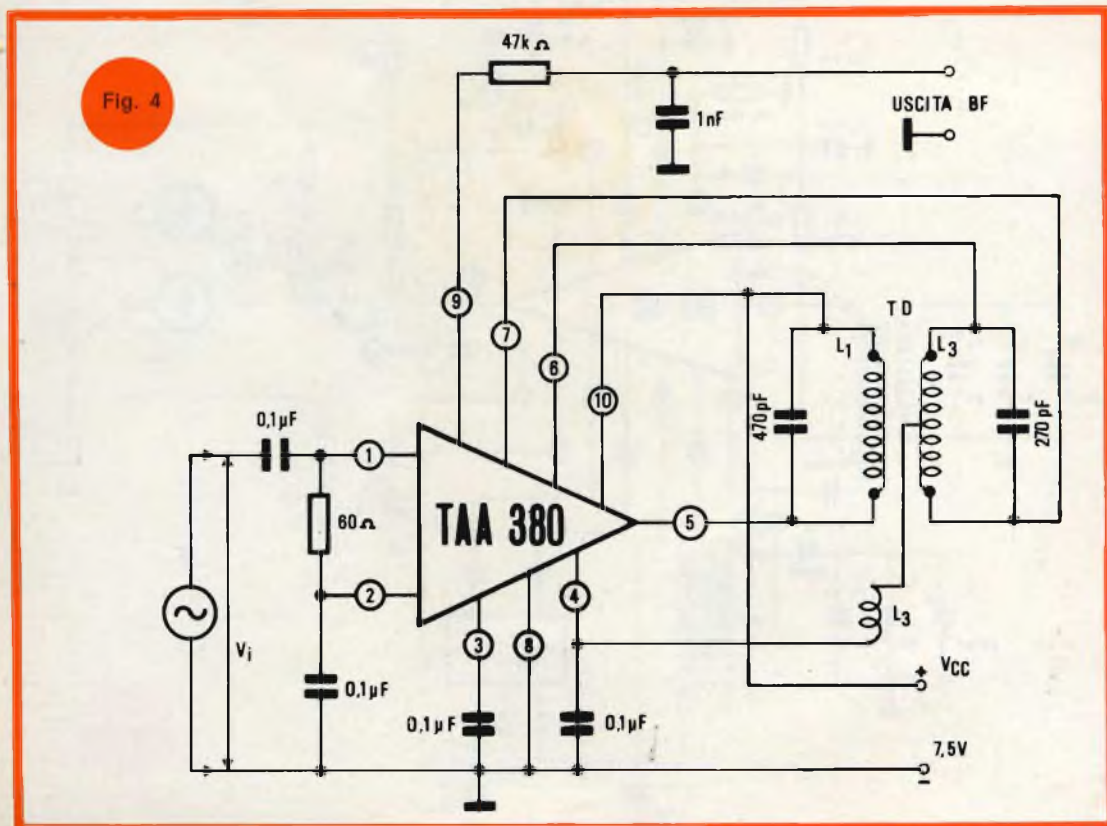 Fig. 4
47k Ω
1nF
USCITA BF
9
7
6
10
TD
L1
L3
470pF
270pF
0,1µF
1
60Ω
TAA 380
5
2
4
3
8
L3
Vi
VCC
+
0,1µF
0,1µF
0,1µF
7,5V
−